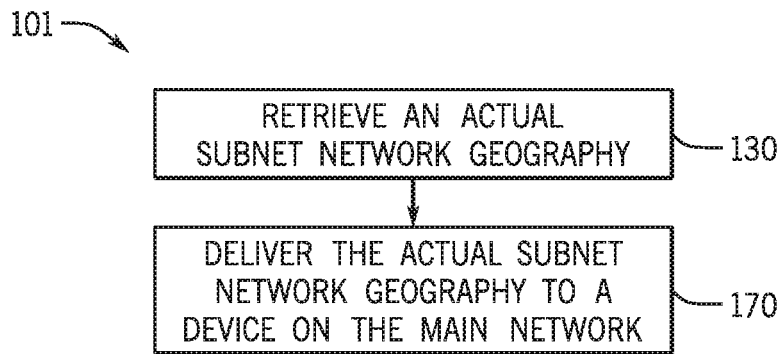 101
RETRIEVE AN ACTUAL
SUBNET NETWORK GEOGRAPHY
130
DELIVER THE ACTUAL SUBNET
NETWORK GEOGRAPHY TO A
DEVICE ON THE MAIN NETWORK
170